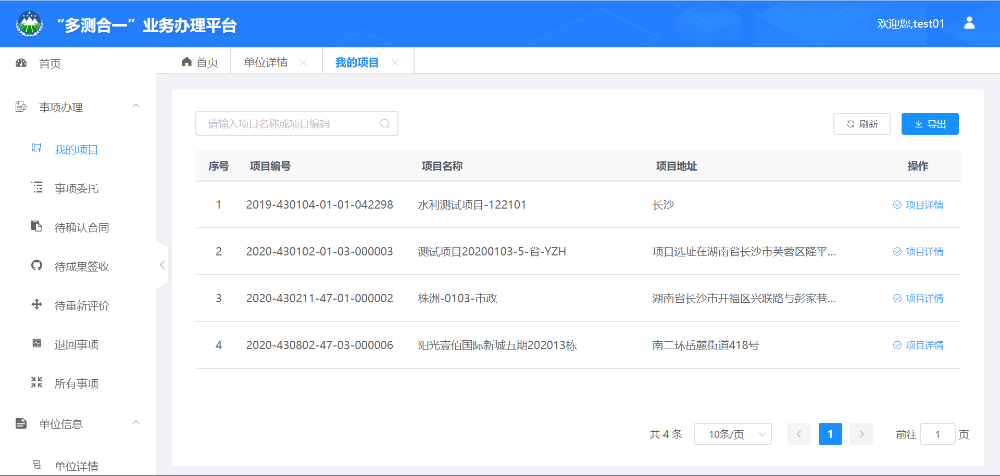 “多测合一”业务办理平台
欢迎您,test01
首页
事项办理
我的项目
事项委托
待确认合同
待成果签收
待重新评价
退回事项
所有事项
单位信息
单位详情
首页 单位详情 我的项目
请输入项目名称或项目编码
刷新 导出
序号 项目编号 项目名称 项目地址 操作
1 2019-430104-01-01-042298 水利测试项目-122101 长沙 项目详情
2 2020-430102-01-03-000003 测试项目20200103-5-省-YZH 项目选址在湖南省长沙市芙蓉区隆平... 项目详情
3 2020-430211-47-01-000002 株洲-0103-市政 湖南省长沙市开福区兴联路与彭家巷... 项目详情
4 2020-430802-47-03-000006 阳光壹佰国际新城五期202013栋 南二环岳麓街道418号 项目详情
共 4 条 10条/页 1 前往 1 页